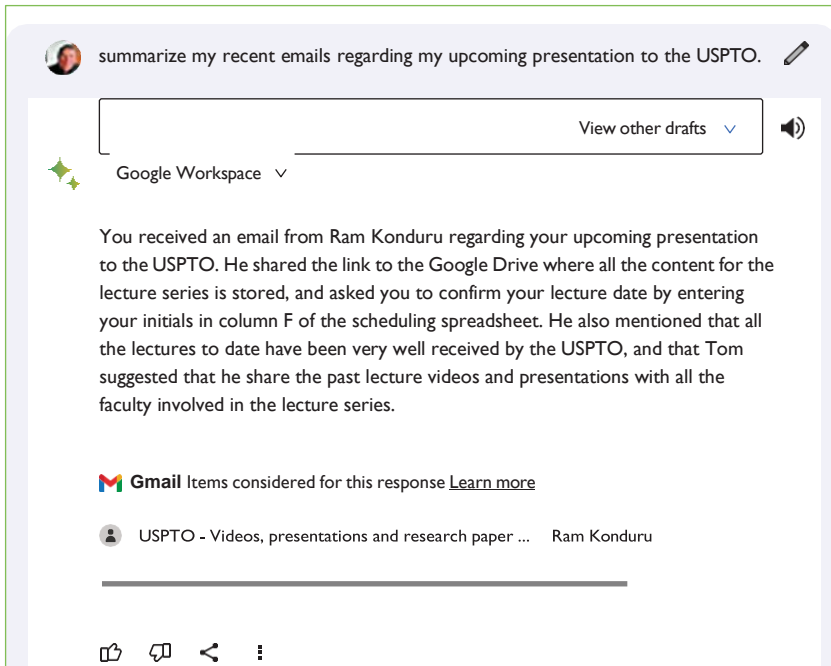 summarize my recent emails regarding my upcoming presentation to the USPTO.
View other drafts
Google Workspace
You received an email from Ram Konduru regarding your upcoming presentation
to the USPTO. He shared the link to the Google Drive where all the content for the
lecture series is stored, and asked you to confirm your lecture date by entering
your initials in column F of the scheduling spreadsheet. He also mentioned that all
the lectures to date have been very well received by the USPTO, and that Tom
suggested that he share the past lecture videos and presentations with all the
faculty involved in the lecture series.
Gmail Items considered for this response Learn more
USPTO - Videos, presentations and research paper ... Ram Konduru